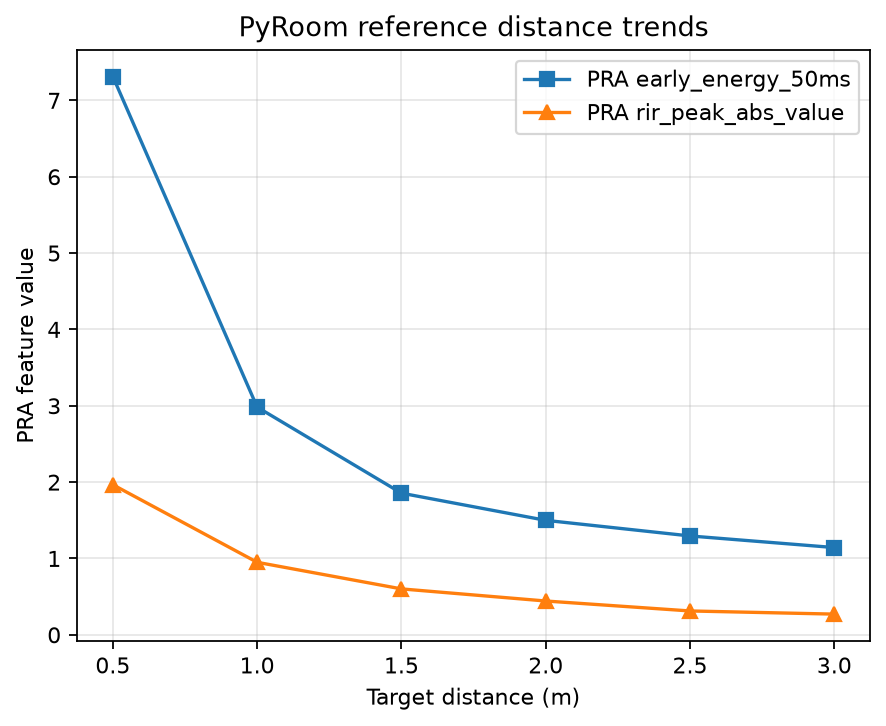 PyRoom reference distance trends
PRA early_energy_50ms
PRA rir_peak_abs_value
PRA feature value
7
6
5
4
3
2
1
0
0.5 1.0 1.5 2.0 2.5 3.0
Target distance (m)